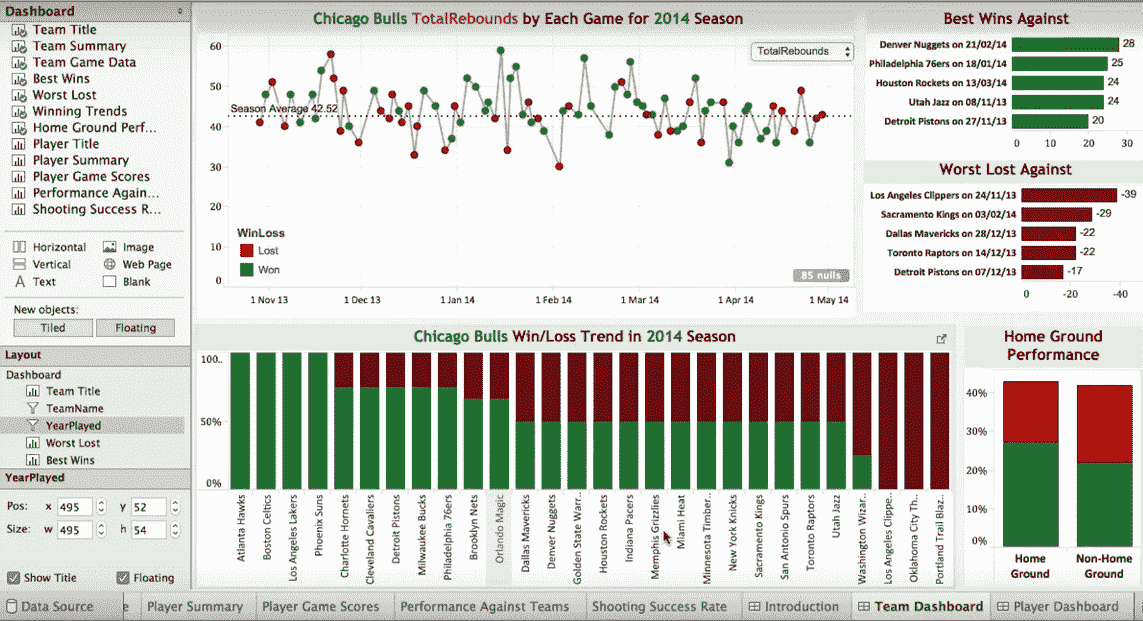 Dashboard
Team Title
Team Summary
Team Game Data
Best Wins
Worst Lost
Winning Trends
Home Ground Perf...
Player Title
Player Summary
Player Game Scores
Performance Again...
Shooting Success R...
Horizontal
Image
Vertical
Web Page
A Text
Blank
New objects:
Tiled
Floating
Layout
Dashboard
Team Title
TeamName
YearPlayed
Worst Lost
Best Wins
YearPlayed
Pos: x 495 y 52
Size: w 495 h 54
Show Title
Floating
Chicago Bulls TotalRebounds by Each Game for 2014 Season
TotalRebounds
60
50
Season Average 42.52
40
30
20
10
0
WinLoss
Lost
Won
85 nulls
1 Nov 13
1 Dec 13
1 Jan 14
1 Feb 14
1 Mar 14
1 Apr 14
1 May 14
Best Wins Against
Denver Nuggets on 21/02/14 28
Philadelphia 76ers on 18/01/14 25
Houston Rockets on 13/03/14 24
Utah Jazz on 08/11/13 24
Detroit Pistons on 27/11/13 20
0 10 20 30
Worst Lost Against
Los Angeles Clippers on 24/11/13 -39
Sacramento Kings on 03/02/14 -29
Dallas Mavericks on 28/12/13 -22
Toronto Raptors on 14/12/13 -22
Detroit Pistons on 07/12/13 -17
0 -20 -40
Chicago Bulls Win/Loss Trend in 2014 Season
100..
50%
0%
Atlanta Hawks
Boston Celtics
Los Angeles Lakers
Phoenix Suns
Charlotte Hornets
Cleveland Cavaliers
Detroit Pistons
Milwaukee Bucks
Philadelphia 76ers
Brooklyn Nets
Orlando Magic
Dallas Mavericks
Denver Nuggets
Golden State Warr..
Houston Rockets
Indiana Pacers
Memphis Grizzlies
Miami Heat
Minnesota Timber..
New York Knicks
Sacramento Kings
San Antonio Spurs
Toronto Raptors
Utah Jazz
Washington Wizar..
Los Angeles Clippe..
Oklahoma City Th..
Portland Trail Blaz..
Home Ground
Performance
40%
30%
20%
10%
0%
Home
Ground
Non-Home
Ground
Data Source
e
Player Summary
Player Game Scores
Performance Against Teams
Shooting Success Rate
Introduction
Team Dashboard
Player Dashboard